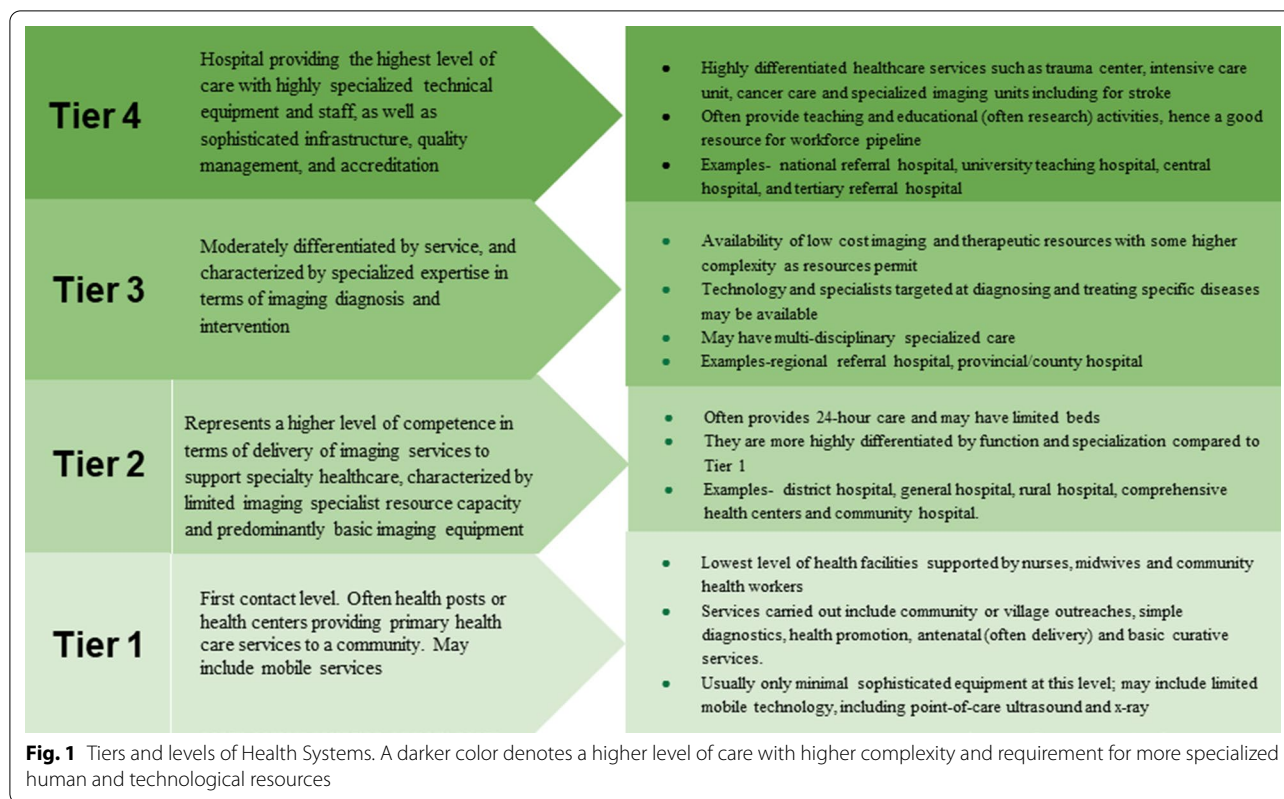 Tier 4
Hospital providing the highest level of
care with highly specialized technical
equipment and staff, as well as
sophisticated infrastructure, quality
management, and accreditation
• Highly differentiated healthcare services such as trauma center, intensive care
unit, cancer care and specialized imaging units including for stroke
• Often provide teaching and educational (often research) activities, hence a good
resource for workforce pipeline
• Examples- national referral hospital, university teaching hospital, central
hospital, and tertiary referral hospital
Tier 3
Moderately differentiated by service, and
characterized by specialized expertise in
terms of imaging diagnosis and
intervention
• Availability of low cost imaging and therapeutic resources with some higher
complexity as resources permit
• Technology and specialists targeted at diagnosing and treating specific diseases
may be available
• May have multi-disciplinary specialized care
• Examples-regional referral hospital, provincial/county hospital
Tier 2
Represents a higher level of competence in
terms of delivery of imaging services to
support specialty healthcare, characterized by
limited imaging specialist resource capacity
and predominantly basic imaging equipment
• Often provides 24-hour care and may have limited beds
• They are more highly differentiated by function and specialization compared to
Tier 1
• Examples- district hospital, general hospital, rural hospital, comprehensive
health centers and community hospital.
Tier 1
First contact level. Often health posts or
health centers providing primary health
care services to a community. May
include mobile services
• Lowest level of health facilities supported by nurses, midwives and community
health workers
• Services carried out include community or village outreaches, simple
diagnostics, health promotion, antenatal (often delivery) and basic curative
services.
• Usually only minimal sophisticated equipment at this level; may include limited
mobile technology, including point-of-care ultrasound and x-ray
Fig. 1 Tiers and levels of Health Systems. A darker color denotes a higher level of care with higher complexity and requirement for more specialized
human and technological resources